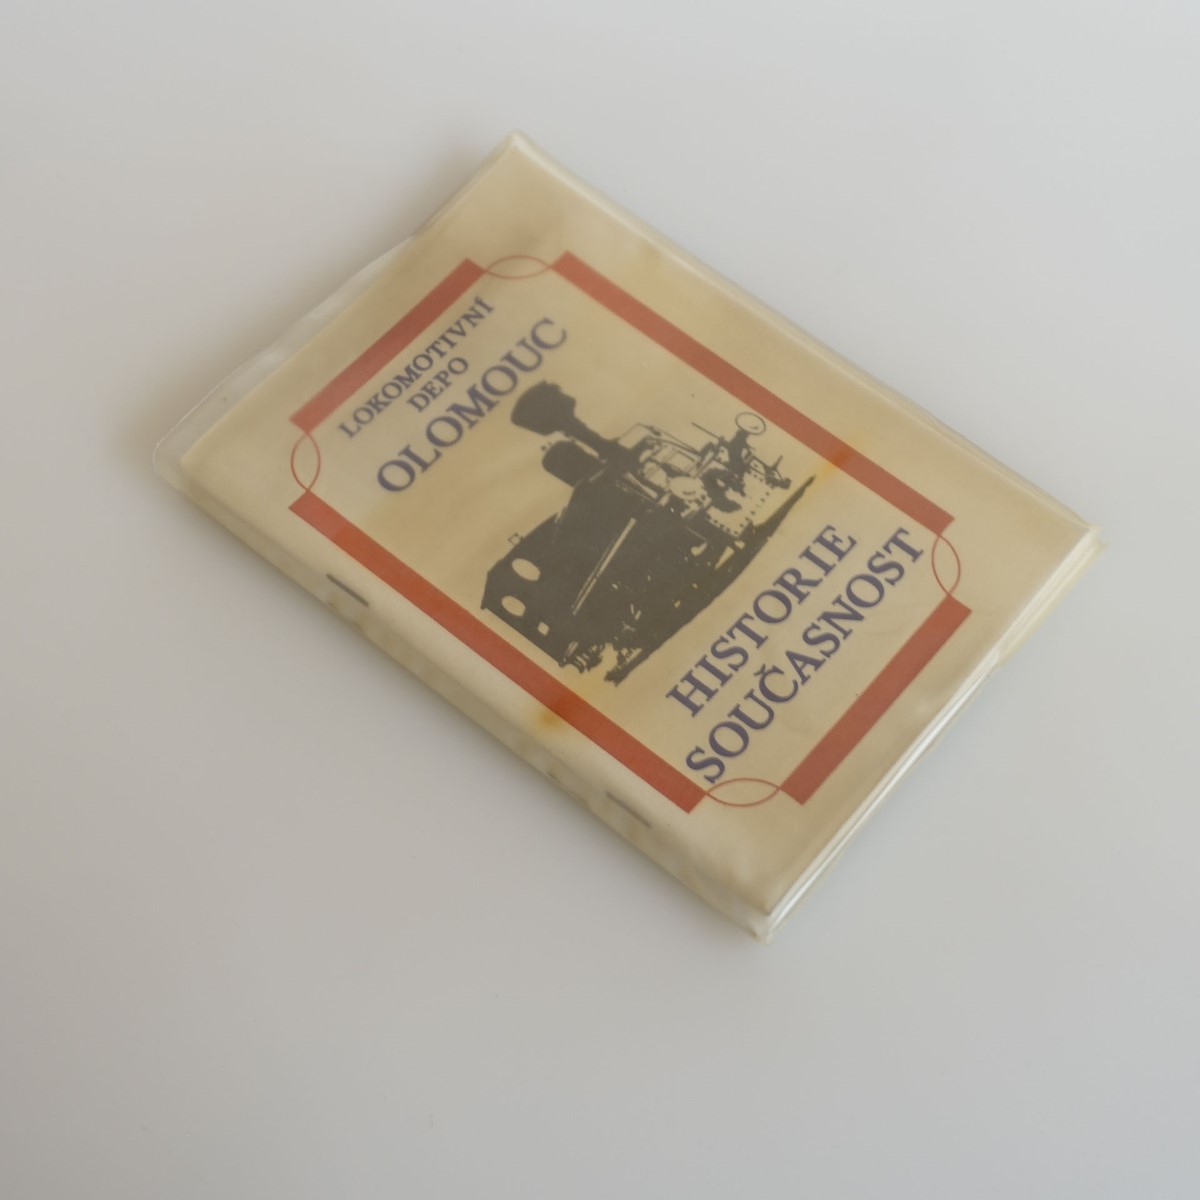 LOKOMOTIVNÍ
DEPO
OLOMOUC
HISTORIE
SOUČASNOST